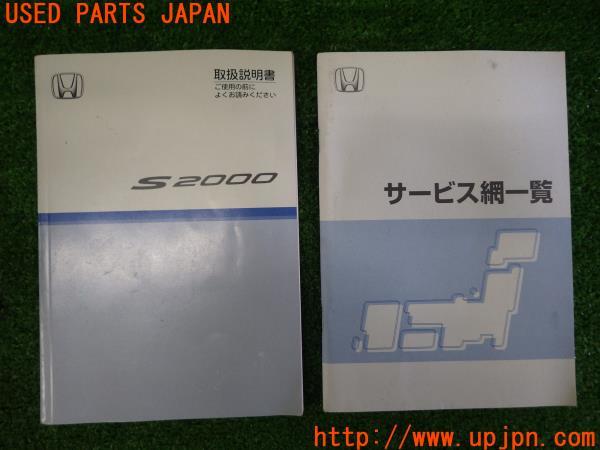 USED PARTS JAPAN
取扱説明書
ご使用の前に
よくお読みください
S2000
サービス網一覧
http://www.upjpn.com/